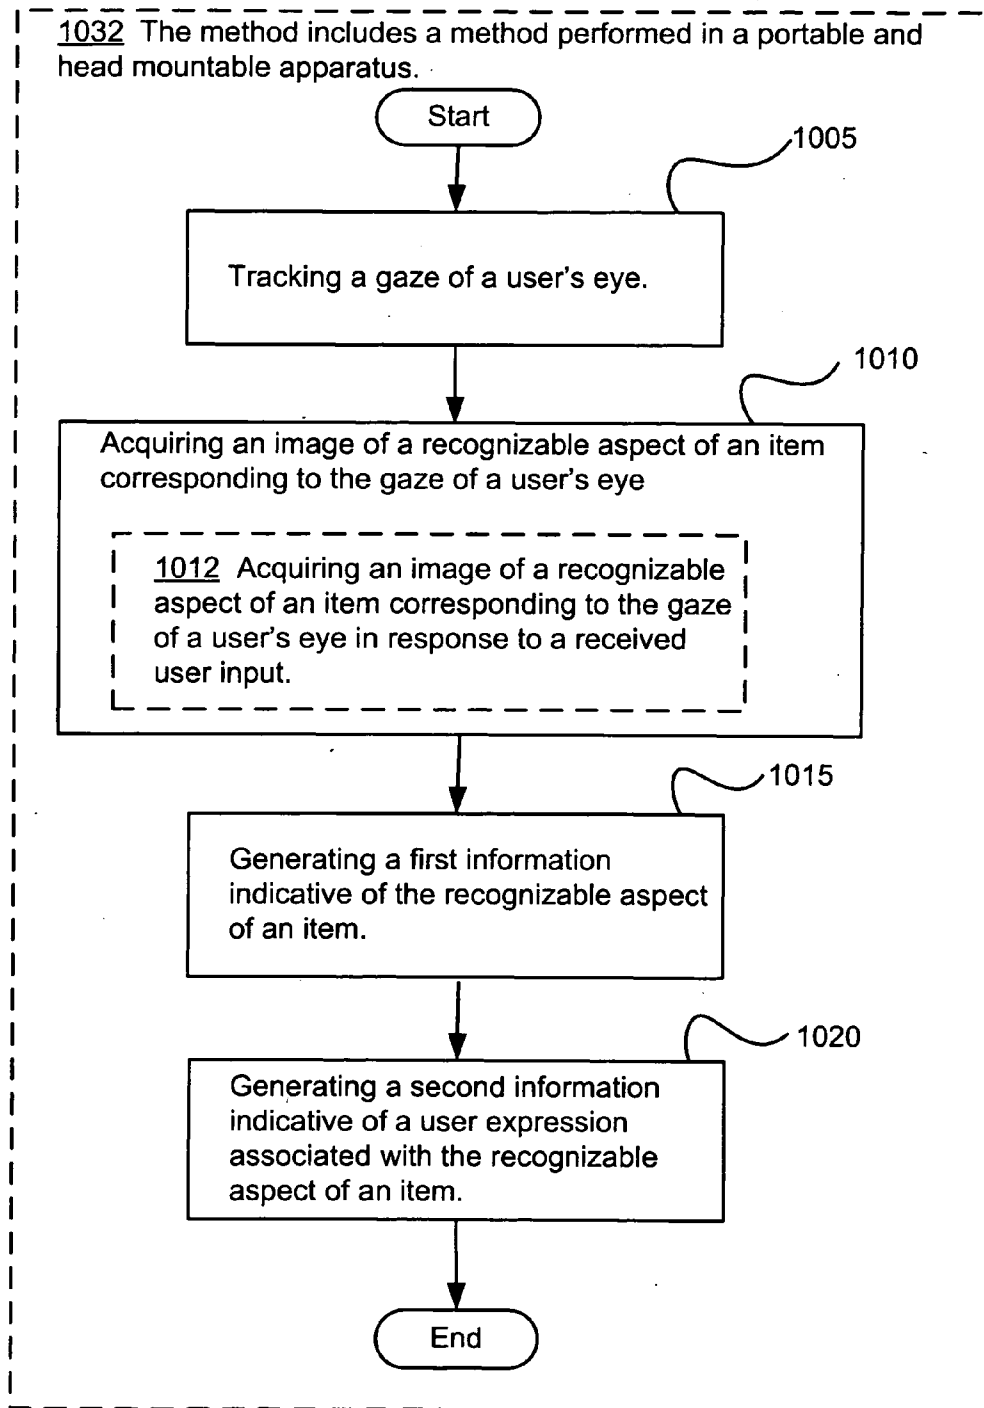 1032 The method includes a method performed in a portable and
head mountable apparatus.
Start
1005
Tracking a gaze of a user's eye.
1010
Acquiring an image of a recognizable aspect of an item
corresponding to the gaze of a user's eye
1012 Acquiring an image of a recognizable
aspect of an item corresponding to the gaze
of a user's eye in response to a received
user input.
1015
Generating a first information
indicative of the recognizable aspect
of an item.
1020
Generating a second information
indicative of a user expression
associated with the recognizable
aspect of an item.
End